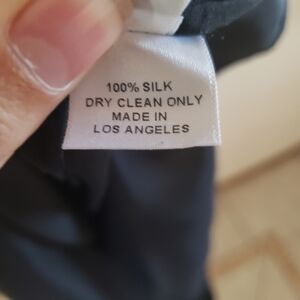 100% SILK
DRY CLEAN ONLY
MADE IN
LOS ANGELES